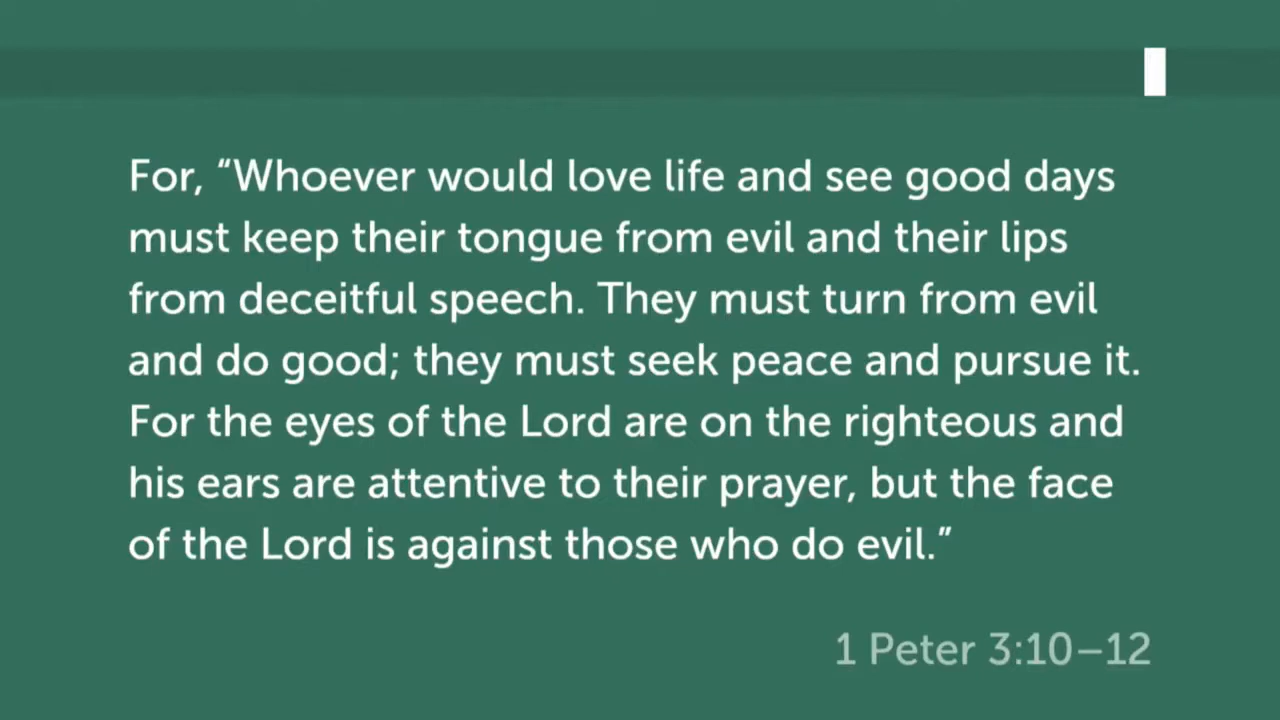 For, “Whoever would love life and see good days
must keep their tongue from evil and their lips
from deceitful speech. They must turn from evil
and do good; they must seek peace and pursue it.
For the eyes of the Lord are on the righteous and
his ears are attentive to their prayer, but the face
of the Lord is against those who do evil.”
1 Peter 3:10–12